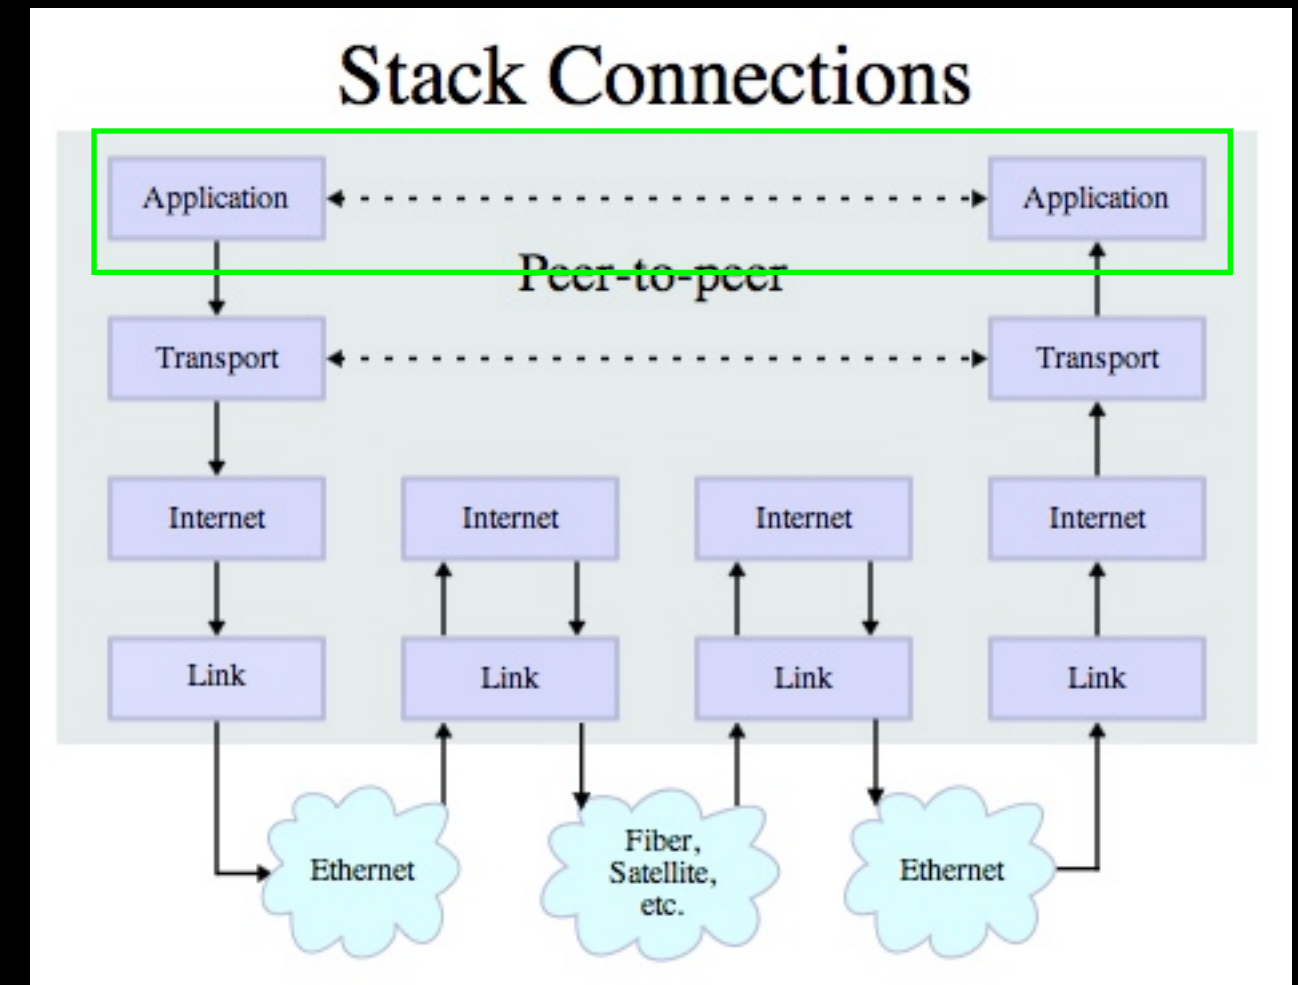 Stack Connections
Application
Application
Peer-to-peer
Transport
Transport
Internet
Internet
Internet
Internet
Link
Link
Link
Link
Ethernet
Fiber,
Satellite,
etc.
Ethernet